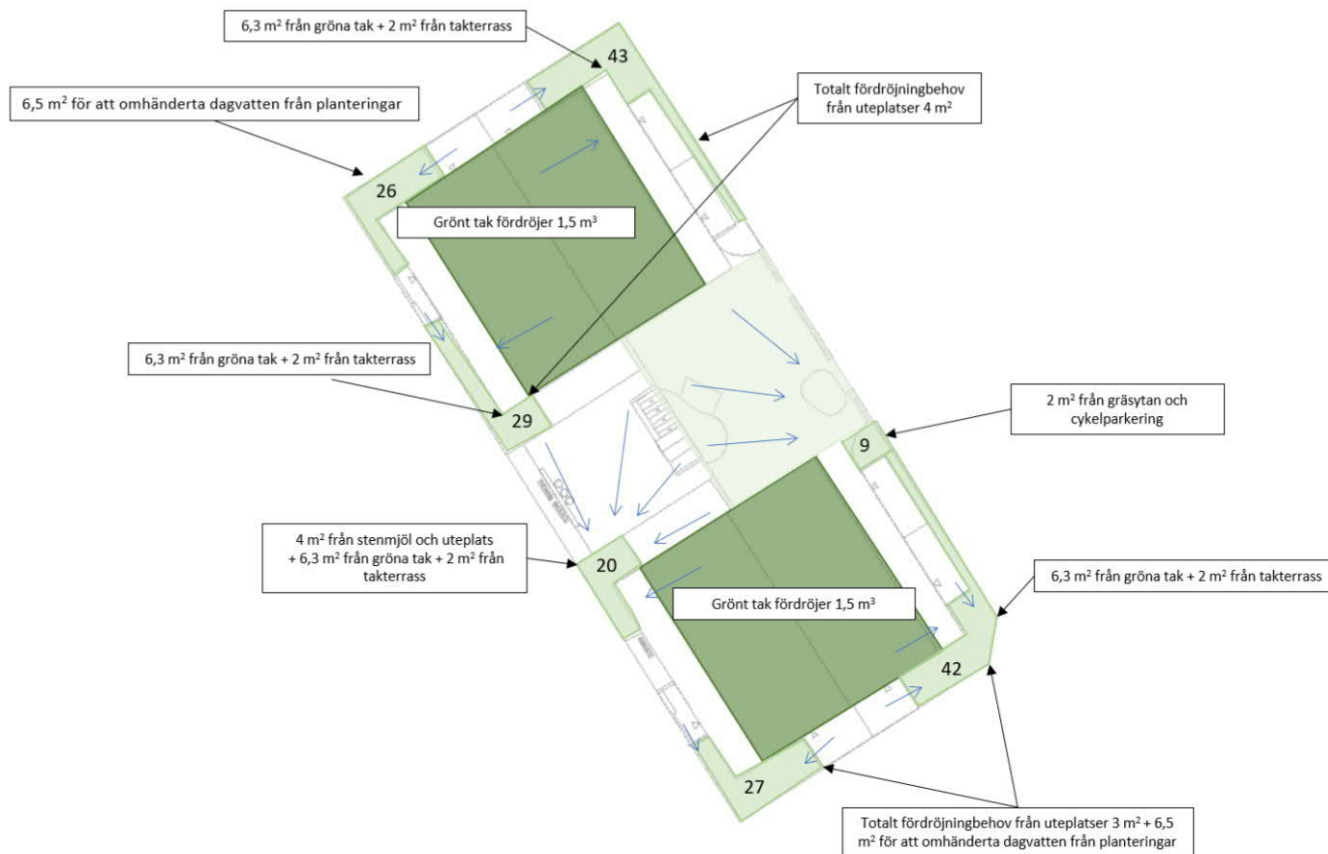 6,3 m² från gröna tak + 2 m² från takterrass
43
6,5 m² för att omhänderta dagvatten från planteringar
Totalt fördröjningbehov
från uteplatser 4 m²
26
Grönt tak fördröjer 1,5 m³
6,3 m² från gröna tak + 2 m² från takterrass
29
2 m² från gräsytan och
cykelparkering
9
4 m² från stenmjöl och uteplats
+ 6,3 m² från gröna tak + 2 m² från
takterrass
20
6,3 m² från gröna tak + 2 m² från takterrass
Grönt tak fördröjer 1,5 m³
42
27
Totalt fördröjningbehov från uteplatser 3 m² + 6,5
m² för att omhänderta dagvatten från planteringar